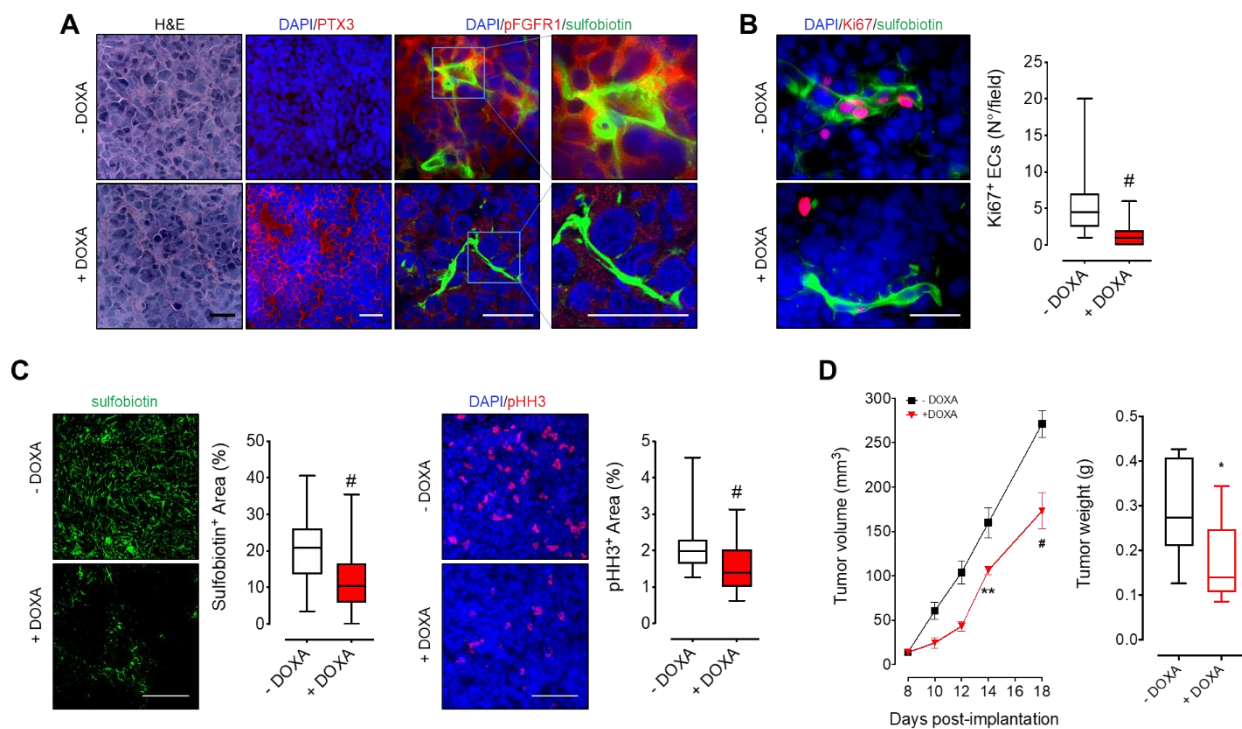 A
H&E
DAPI/PTX3
DAPI/pFGFR1/sulfobiotin
- DOXA
+ DOXA
B
DAPI/Ki67/sulfobiotin
- DOXA
+ DOXA
Ki67+ ECs (N°/field)
25
20
15
10
5
0
#
- DOXA
+ DOXA
C
sulfobiotin
- DOXA
+ DOXA
Sulfobiotin+ Area (%)
50
40
30
20
10
0
#
- DOXA
+ DOXA
DAPI/pHH3
- DOXA
+ DOXA
pHH3+ Area (%)
5
4
3
2
1
0
#
- DOXA
+ DOXA
D
- DOXA
+DOXA
Tumor volume (mm3)
300
250
200
150
100
50
0
**
#
8 10 12 14 18
Days post-implantation
Tumor weight (g)
0.5
0.4
0.3
0.2
0.1
0.0
*
- DOXA
+ DOXA